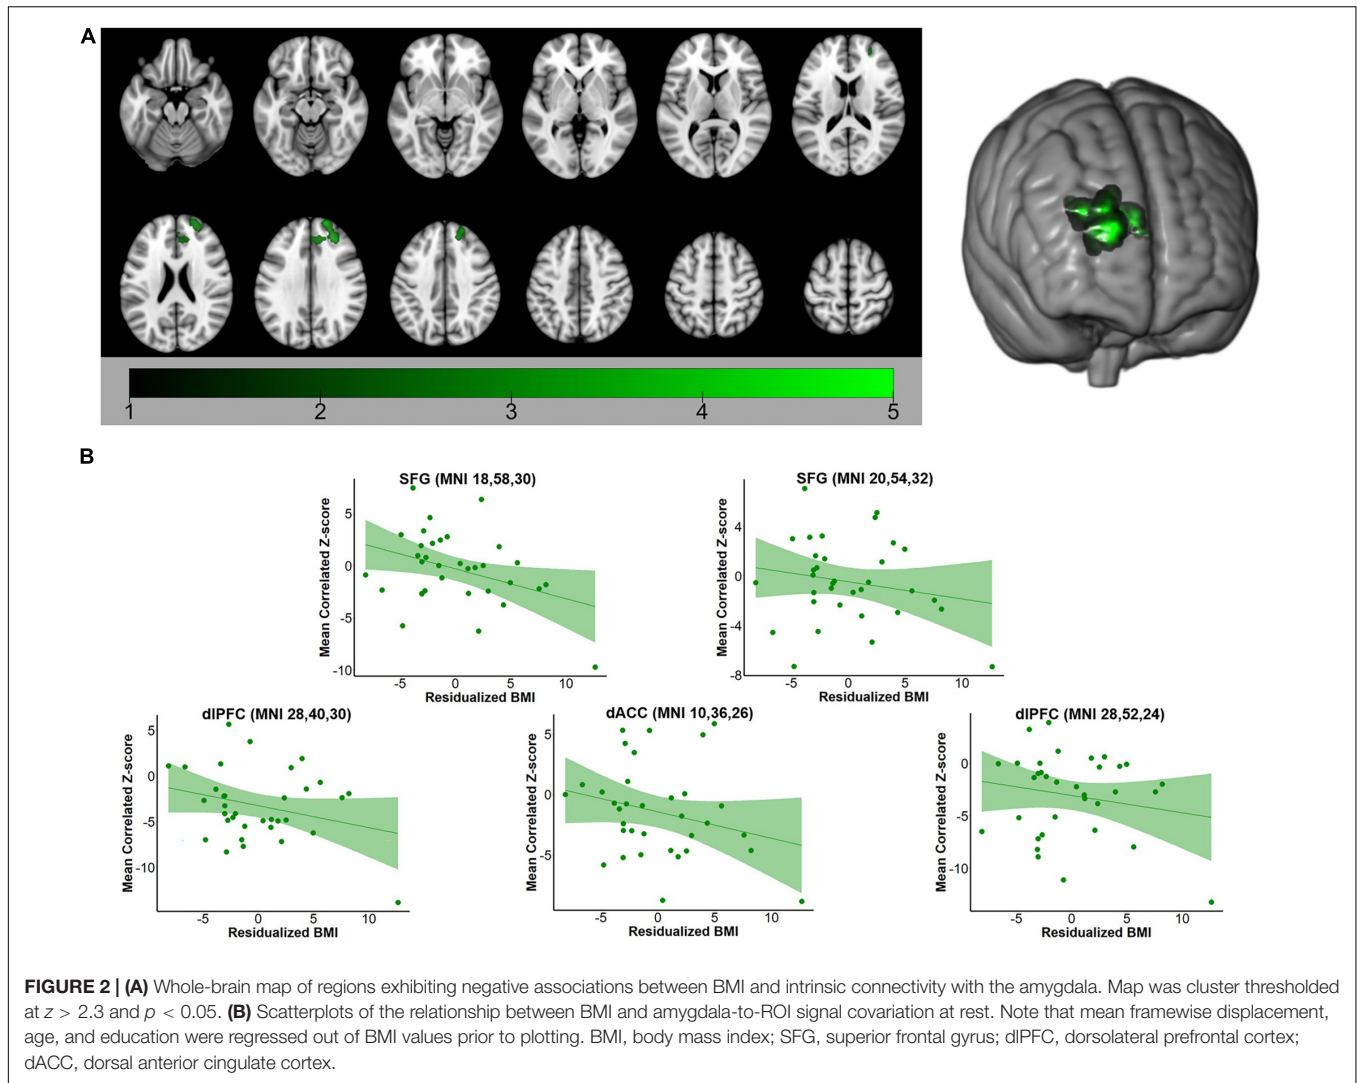 A
1 2 3 4 5
B
SFG (MNI 18,58,30)
Mean Correlated Z-score
5
0
-5
-10
-5 0 5 10
Residualized BMI
SFG (MNI 20,54,32)
Mean Correlated Z-score
4
0
-4
-8
-5 0 5 10
Residualized BMI
dlPFC (MNI 28,40,30)
Mean Correlated Z-score
5
0
-5
-10
-5 0 5 10
Residualized BMI
dACC (MNI 10,36,26)
Mean Correlated Z-score
5
0
-5
-5 0 5 10
Residualized BMI
dlPFC (MNI 28,52,24)
Mean Correlated Z-score
0
-5
-10
-5 0 5 10
Residualized BMI
FIGURE 2 | (A) Whole-brain map of regions exhibiting negative associations between BMI and intrinsic connectivity with the amygdala. Map was cluster thresholded
at z > 2.3 and p < 0.05. (B) Scatterplots of the relationship between BMI and amygdala-to-ROI signal covariation at rest. Note that mean framewise displacement,
age, and education were regressed out of BMI values prior to plotting. BMI, body mass index; SFG, superior frontal gyrus; dlPFC, dorsolateral prefrontal cortex;
dACC, dorsal anterior cingulate cortex.